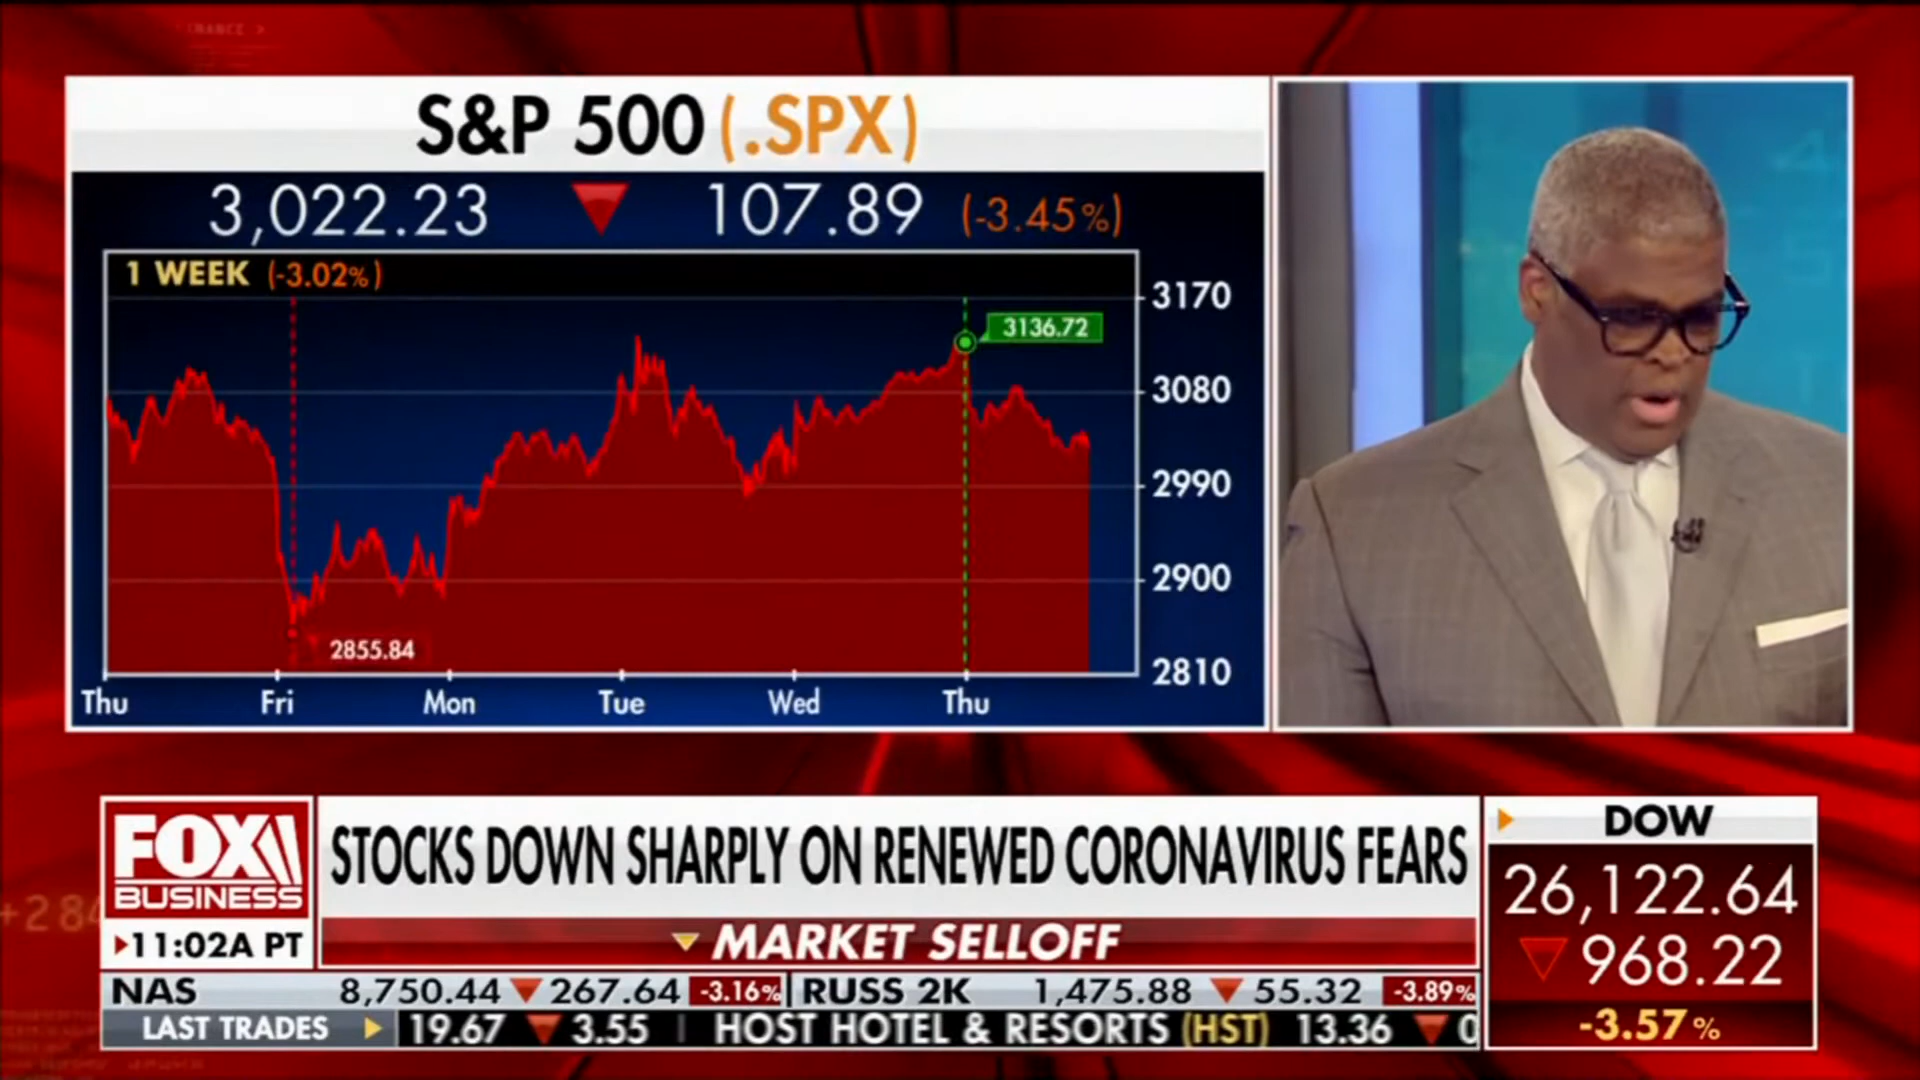 S&P 500 (.SPX)
3,022.23 ▼ 107.89 (-3.45%)
1 WEEK (-3.02%)
3170
3136.72
3080
2990
2900
2855.84
2810
Thu Fri Mon Tue Wed Thu
FOX BUSINESS
STOCKS DOWN SHARPLY ON RENEWED CORONAVIRUS FEARS
11:02A PT
MARKET SELLOFF
DOW
26,122.64
▼ 968.22
-3.57%
NAS 8,750.44 ▼ 267.64 -3.16% RUSS 2K 1,475.88 ▼ 55.32 -3.89%
LAST TRADES 19.67 ▼ 3.55 HOST HOTEL & RESORTS (HST) 13.36 ▼ 0